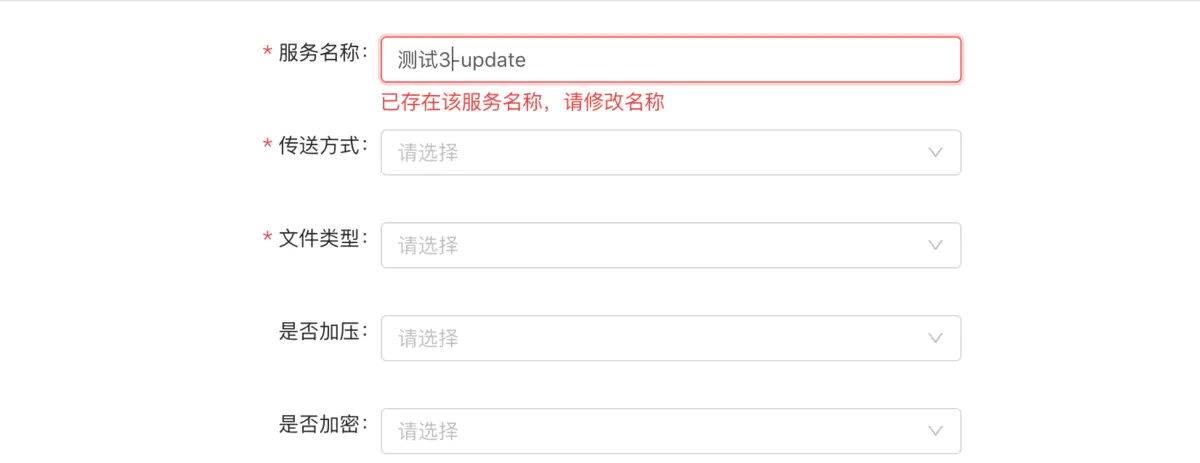 * 服务名称: 测试3-update
已存在该服务名称，请修改名称
* 传送方式: 请选择
* 文件类型: 请选择
是否加压: 请选择
是否加密: 请选择